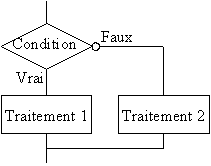 Condition
Faux
Vrai
Traitement 1
Traitement 2